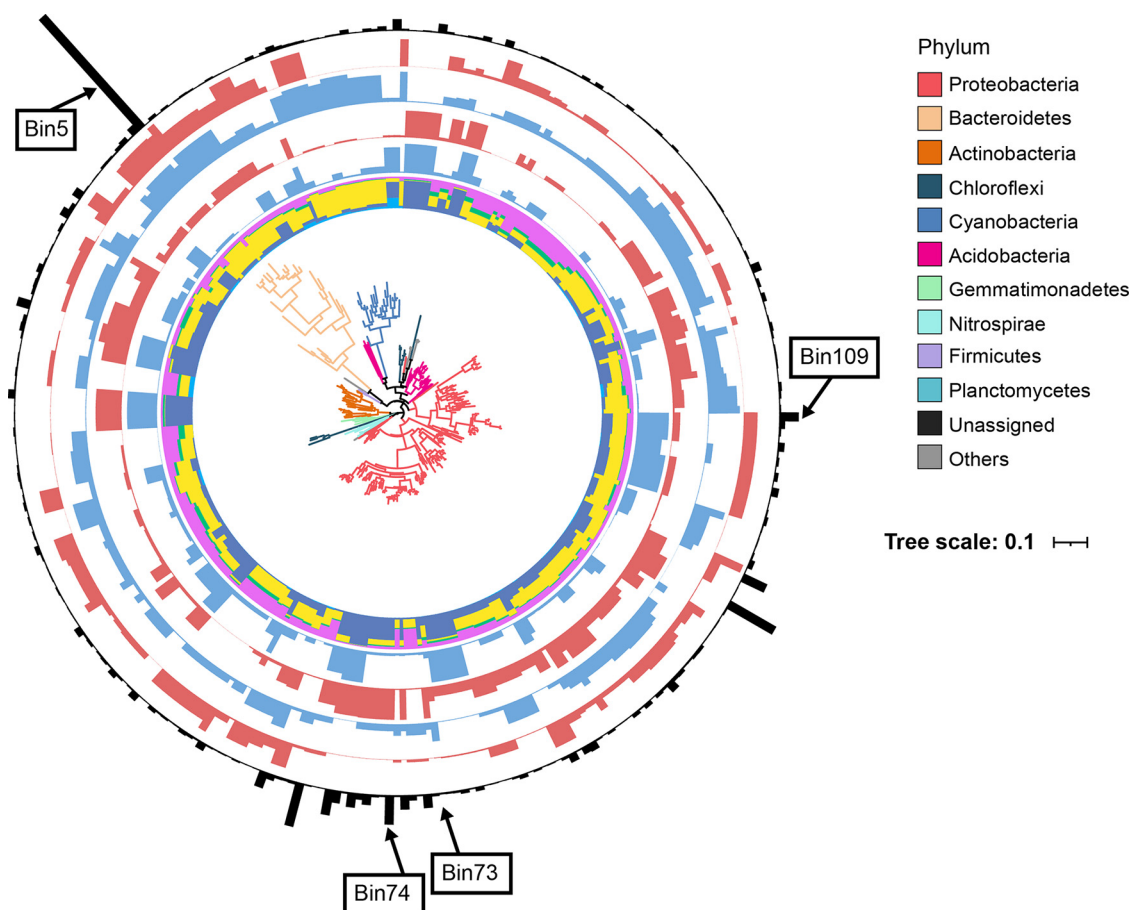 Phylum
Proteobacteria
Bacteroidetes
Actinobacteria
Chloroflexi
Cyanobacteria
Acidobacteria
Gemmatimonadetes
Nitrospirae
Firmicutes
Planctomycetes
Unassigned
Others
Tree scale: 0.1
Bin5
Bin109
Bin73
Bin74